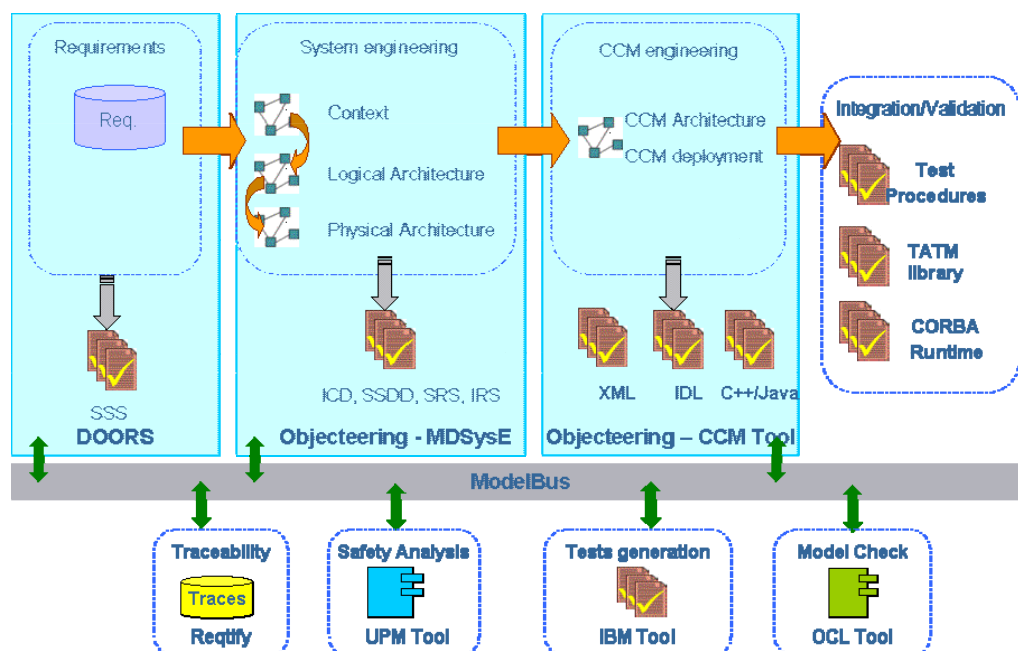 Requirements
Req.
SSS
DOORS
System engineering
Context
Logical Architecture
Physical Architecture
ICD, SSDD, SRS, IRS
Objecteering - MDSysE
CCM engineering
CCM Architecture
CCM deployment
XML
IDL
C++/Java
Objecteering – CCM Tool
Integration/Validation
Test
Procedures
TATM
library
CORBA
Runtime
ModelBus
Traceability
Traces
Reqtify
Safety Analysis
UPM Tool
Tests generation
IBM Tool
Model Check
OCL Tool